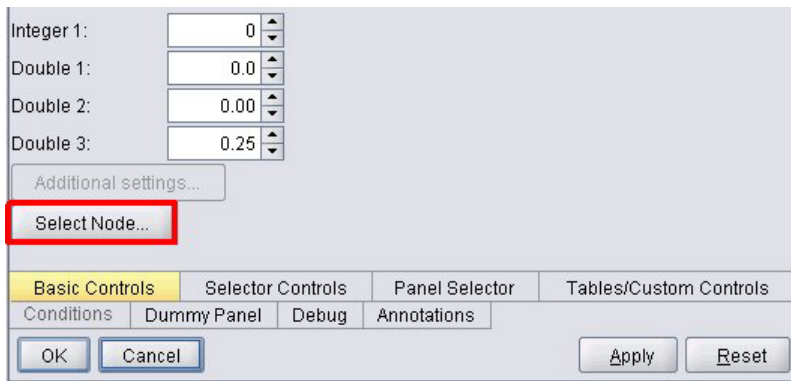 Integer 1: 0
Double 1: 0.0
Double 2: 0.00
Double 3: 0.25
Additional settings...
Select Node...
Basic Controls Selector Controls Panel Selector Tables/Custom Controls
Conditions Dummy Panel Debug Annotations
OK Cancel Apply Reset